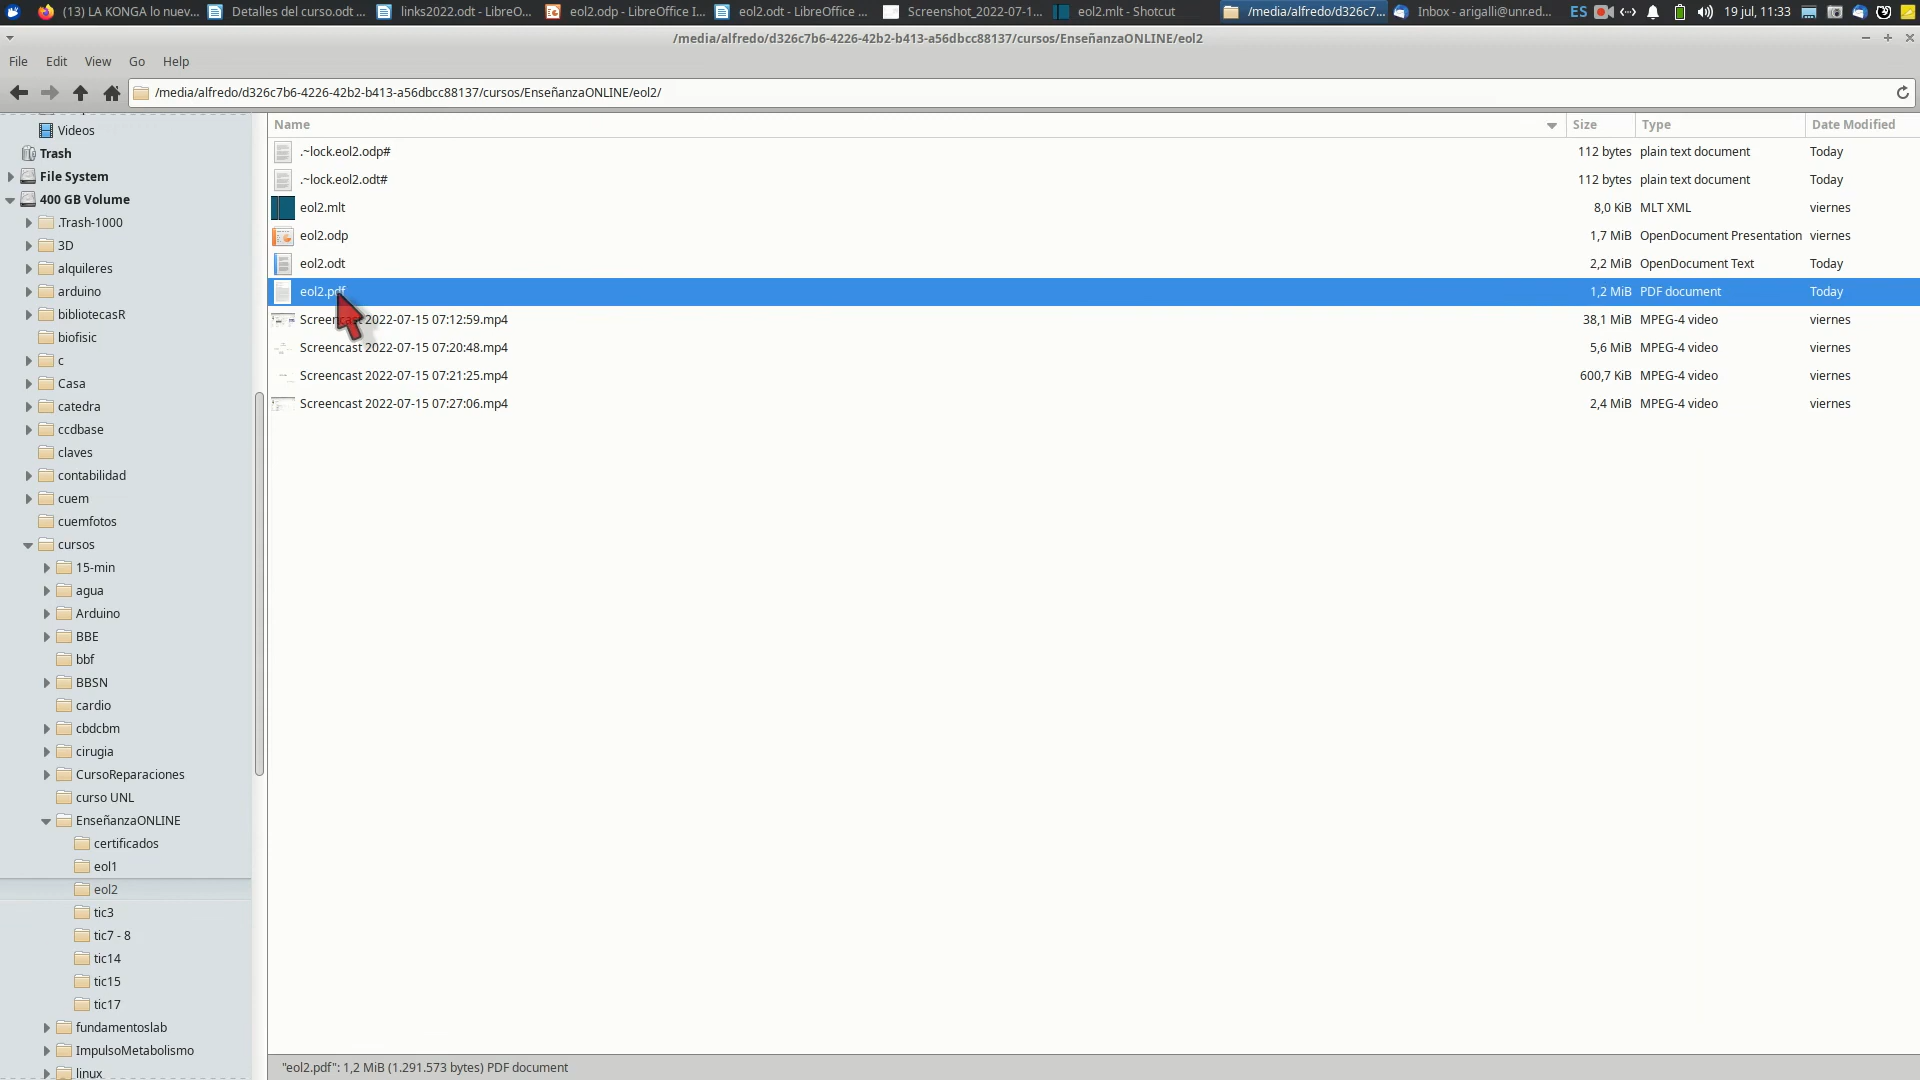 (13) LA KONGA lo nuev... Detalles del curso.odt ... links2022.odt - LibreO... eol2.odp - LibreOffice I... eol2.odt - LibreOffice ... Screenshot_2022-07-1... eol2.mlt - Shotcut /media/alfredo/d326c7... Inbox - arigalli@unr.ed... ES 19 jul, 11:33
/media/alfredo/d326c7b6-4226-42b2-b413-a56dbcc88137/cursos/EnseñanzaONLINE/eol2
File Edit View Go Help
/media/alfredo/d326c7b6-4226-42b2-b413-a56dbcc88137/cursos/EnseñanzaONLINE/eol2/
Videos
Trash
File System
400 GB Volume
.Trash-1000
3D
alquileres
arduino
bibliotecasR
biofisic
c
Casa
catedra
ccdbase
claves
contabilidad
cuem
cuemfotos
cursos
15-min
agua
Arduino
BBE
bbf
BBSN
cardio
cbdcbm
cirugia
CursoReparaciones
curso UNL
EnseñanzaONLINE
certificados
eol1
eol2
tic3
tic7 - 8
tic14
tic15
tic17
fundamentoslab
ImpulsoMetabolismo
linux
Name Size Type Date Modified
.~lock.eol2.odp# 112 bytes plain text document Today
.~lock.eol2.odt# 112 bytes plain text document Today
eol2.mlt 8,0 KiB MLT XML viernes
eol2.odp 1,7 MiB OpenDocument Presentation viernes
eol2.odt 2,2 MiB OpenDocument Text Today
eol2.pdf 1,2 MiB PDF document Today
Screencast 2022-07-15 07:12:59.mp4 38,1 MiB MPEG-4 video viernes
Screencast 2022-07-15 07:20:48.mp4 5,6 MiB MPEG-4 video viernes
Screencast 2022-07-15 07:21:25.mp4 600,7 KiB MPEG-4 video viernes
Screencast 2022-07-15 07:27:06.mp4 2,4 MiB MPEG-4 video viernes
"eol2.pdf": 1,2 MiB (1.291.573 bytes) PDF document